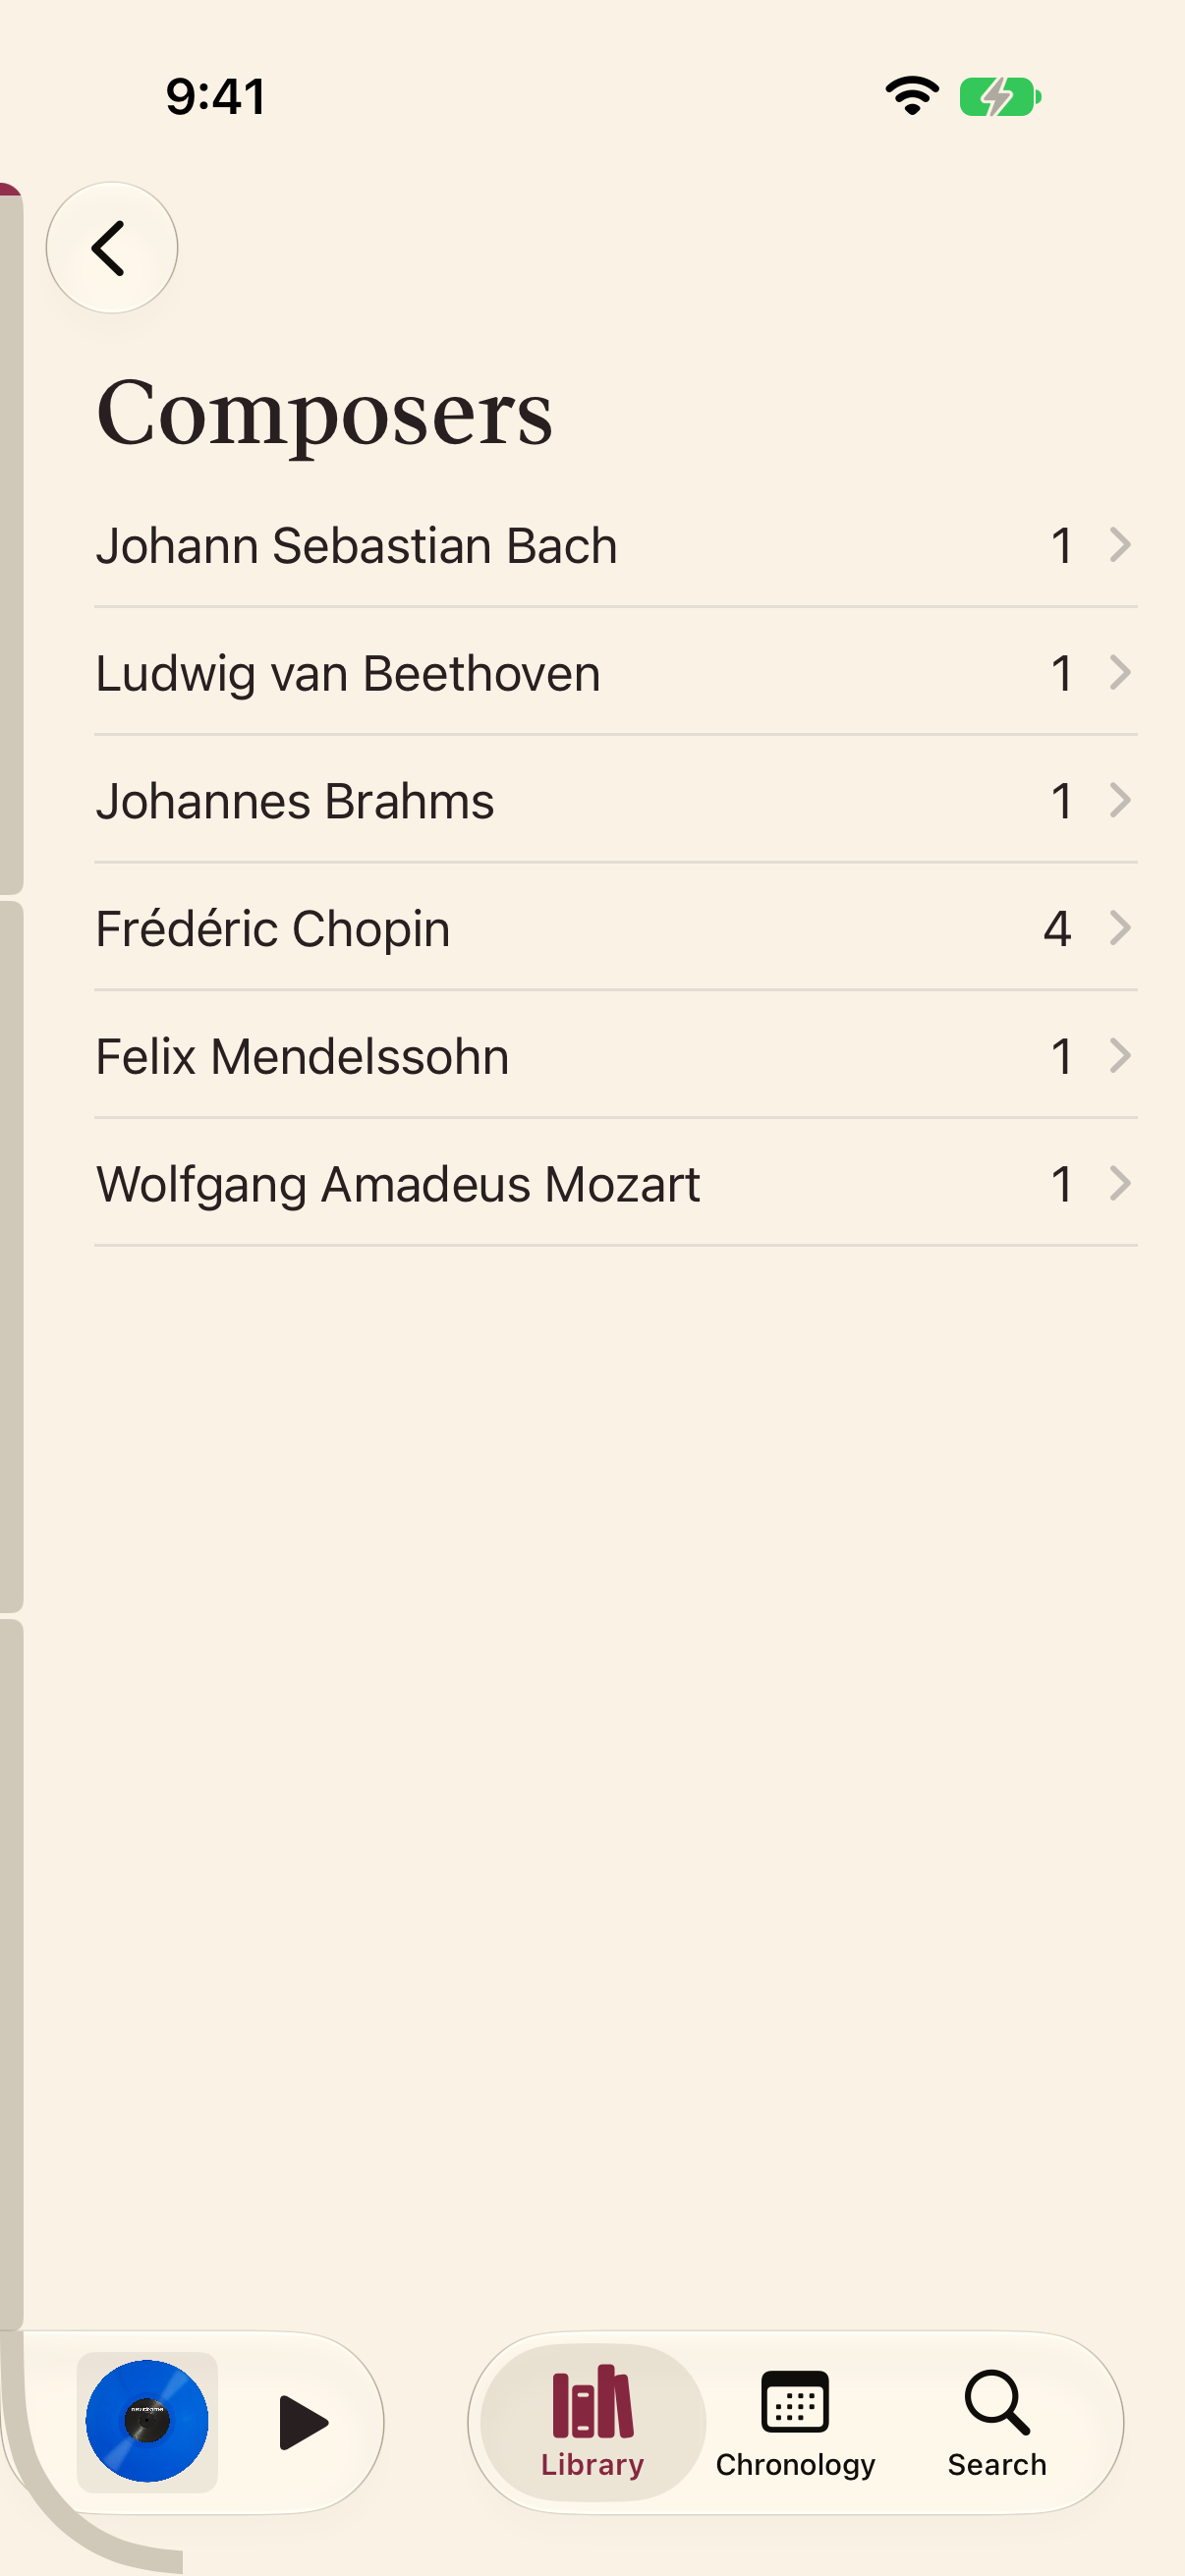 9:41
Composers
Johann Sebastian Bach 1
Ludwig van Beethoven 1
Johannes Brahms 1
Frédéric Chopin 4
Felix Mendelssohn 1
Wolfgang Amadeus Mozart 1
Library Chronology Search